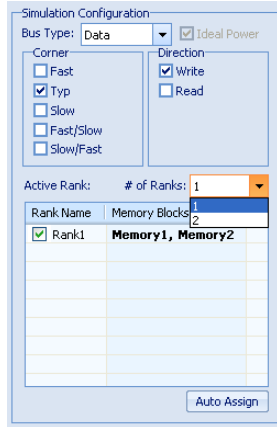 Simulation Configuration
Bus Type: Data Ideal Power
Corner Direction
Fast Write
Typ Read
Slow
Fast/Slow
Slow/Fast
Active Rank: # of Ranks: 1
1
2
Rank Name Memory Blocks
Rank1 Memory1, Memory2
Auto Assign